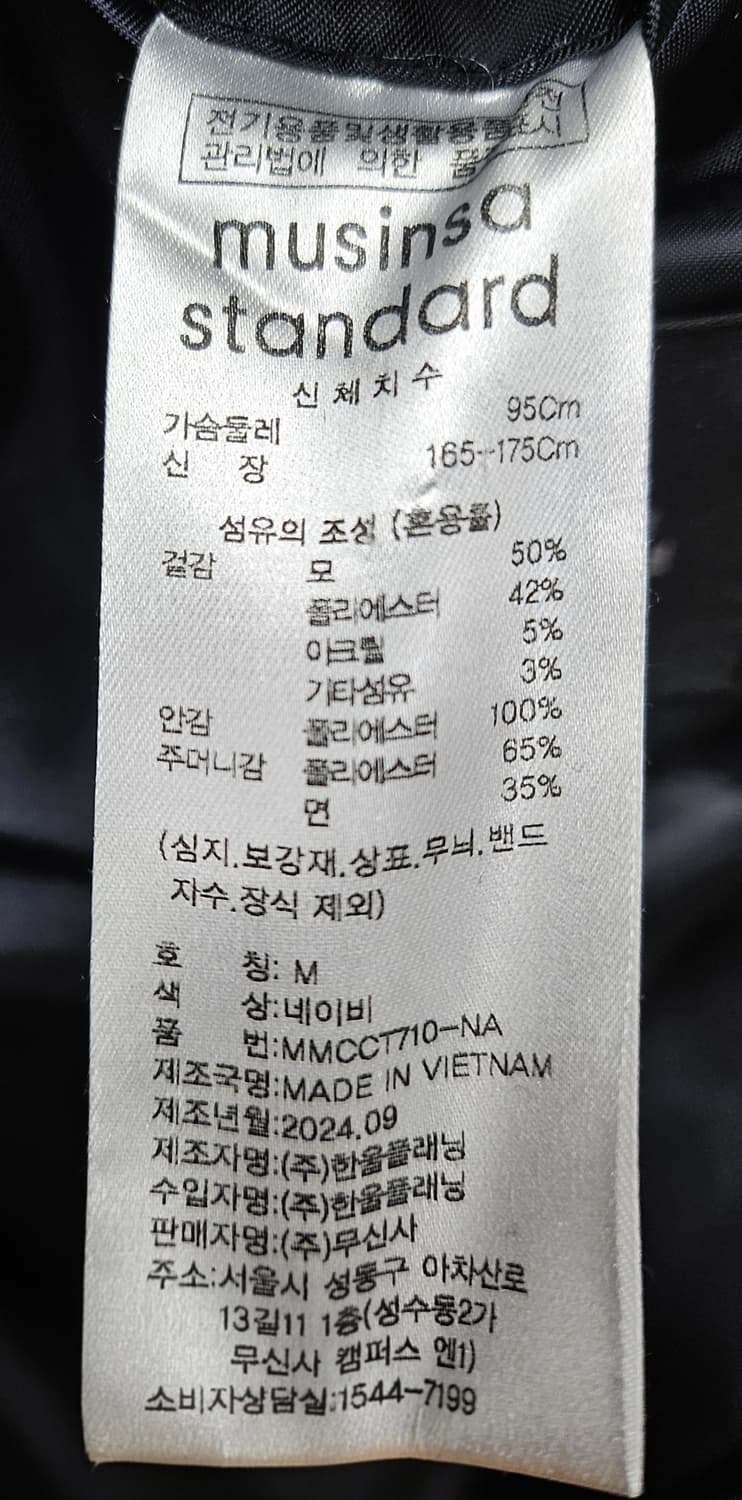 전기용품및생활용품안전
관리법에 의한 품질표시
musinsa
standard
신체치수
가슴둘레 95Cm
신 장 165--175Cm
섬유의 조성 (혼용률)
겉감 모 50%
폴리에스터 42%
아크릴 5%
기타섬유 3%
안감 폴리에스터 100%
주머니감 폴리에스터 65%
면 35%
(심지.보강재.상표.무늬.밴드
자수.장식 제외)
호 칭: M
색 상:네이비
품 번:MMCCT710-NA
제조국명:MADE IN VIETNAM
제조년월:2024.09
제조자명:(주)한울플래닝
수입자명:(주)한울플래닝
판매자명:(주)무신사
주소:서울시 성동구 아차산로
13길11 1층(성수동2가
무신사 캠퍼스 엔1)
소비자상담실:1544-7199